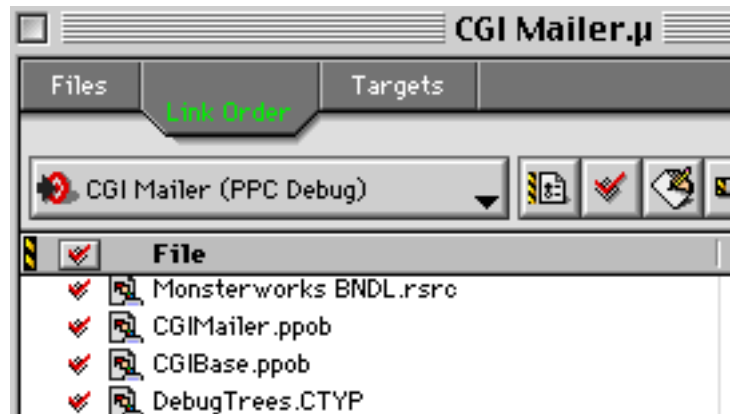 CGI Mailer.µ
Files
Link Order
Targets
CGI Mailer (PPC Debug)
File
Monsterworks BNDL.rsrc
CGIMailer.ppob
CGIBase.ppob
DebugTrees.CTYP